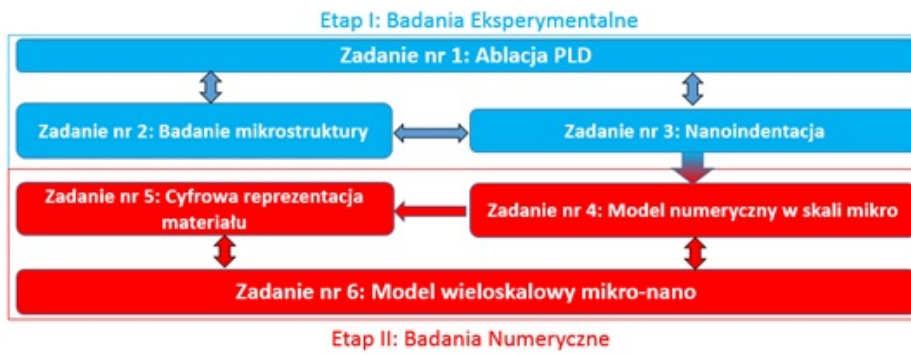 Etap I: Badania Eksperymentalne
Zadanie nr 1: Ablacja PLD
Zadanie nr 2: Badanie mikrostruktury
Zadanie nr 3: Nanoindentacja
Zadanie nr 5: Cyfrowa reprezentacja
materiału
Zadanie nr 4: Model numeryczny w skali mikro
Zadanie nr 6: Model wieloskalowy mikro-nano
Etap II: Badania Numeryczne